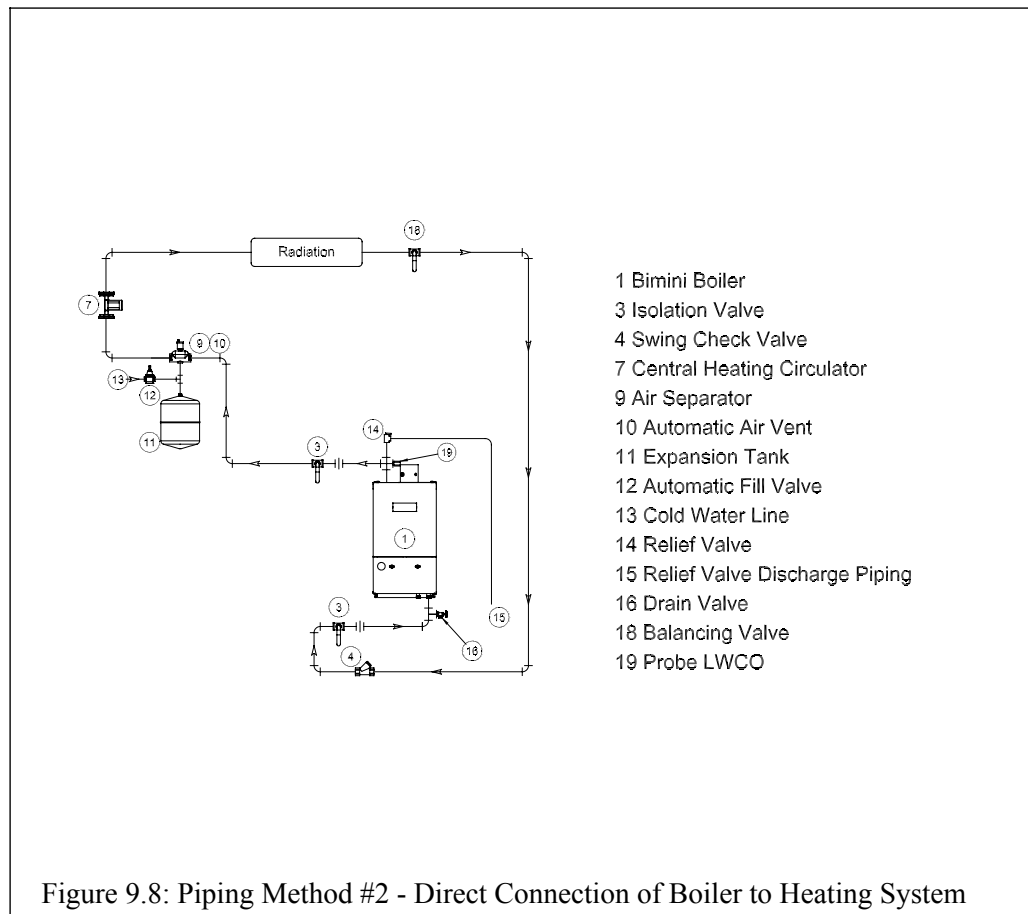 Radiation
18
7
9
10
13
12
11
3
14
19
1
3
15
16
4
1 Bimini Boiler
3 Isolation Valve
4 Swing Check Valve
7 Central Heating Circulator
9 Air Separator
10 Automatic Air Vent
11 Expansion Tank
12 Automatic Fill Valve
13 Cold Water Line
14 Relief Valve
15 Relief Valve Discharge Piping
16 Drain Valve
18 Balancing Valve
19 Probe LWCO
Figure 9.8: Piping Method #2 - Direct Connection of Boiler to Heating System